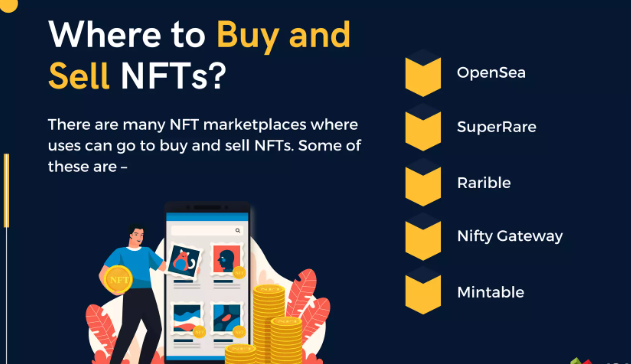 Where to Buy and
Sell NFTs?
There are many NFT marketplaces where
uses can go to buy and sell NFTs. Some of
these are –
OpenSea
SuperRare
Rarible
Nifty Gateway
Mintable
NFT